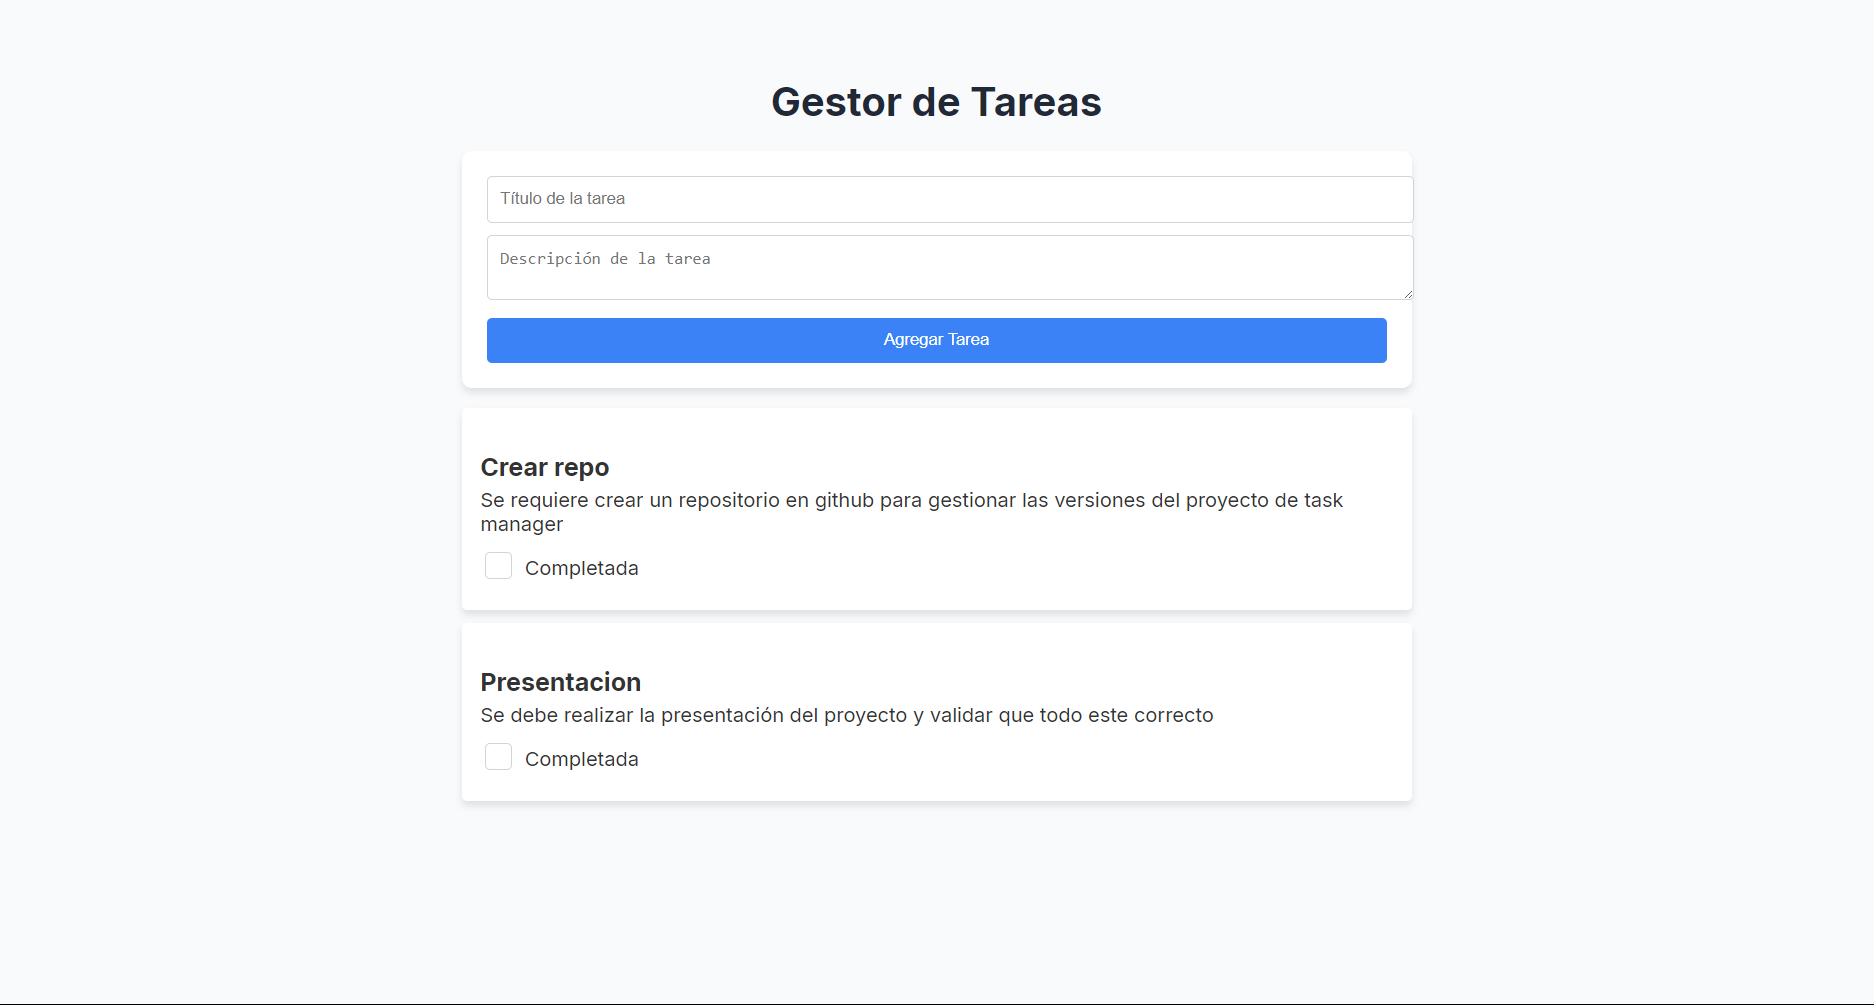 Gestor de Tareas
Título de la tarea
Descripción de la tarea
Agregar Tarea
Crear repo
Se requiere crear un repositorio en github para gestionar las versiones del proyecto de task
manager
Completada
Presentacion
Se debe realizar la presentación del proyecto y validar que todo este correcto
Completada